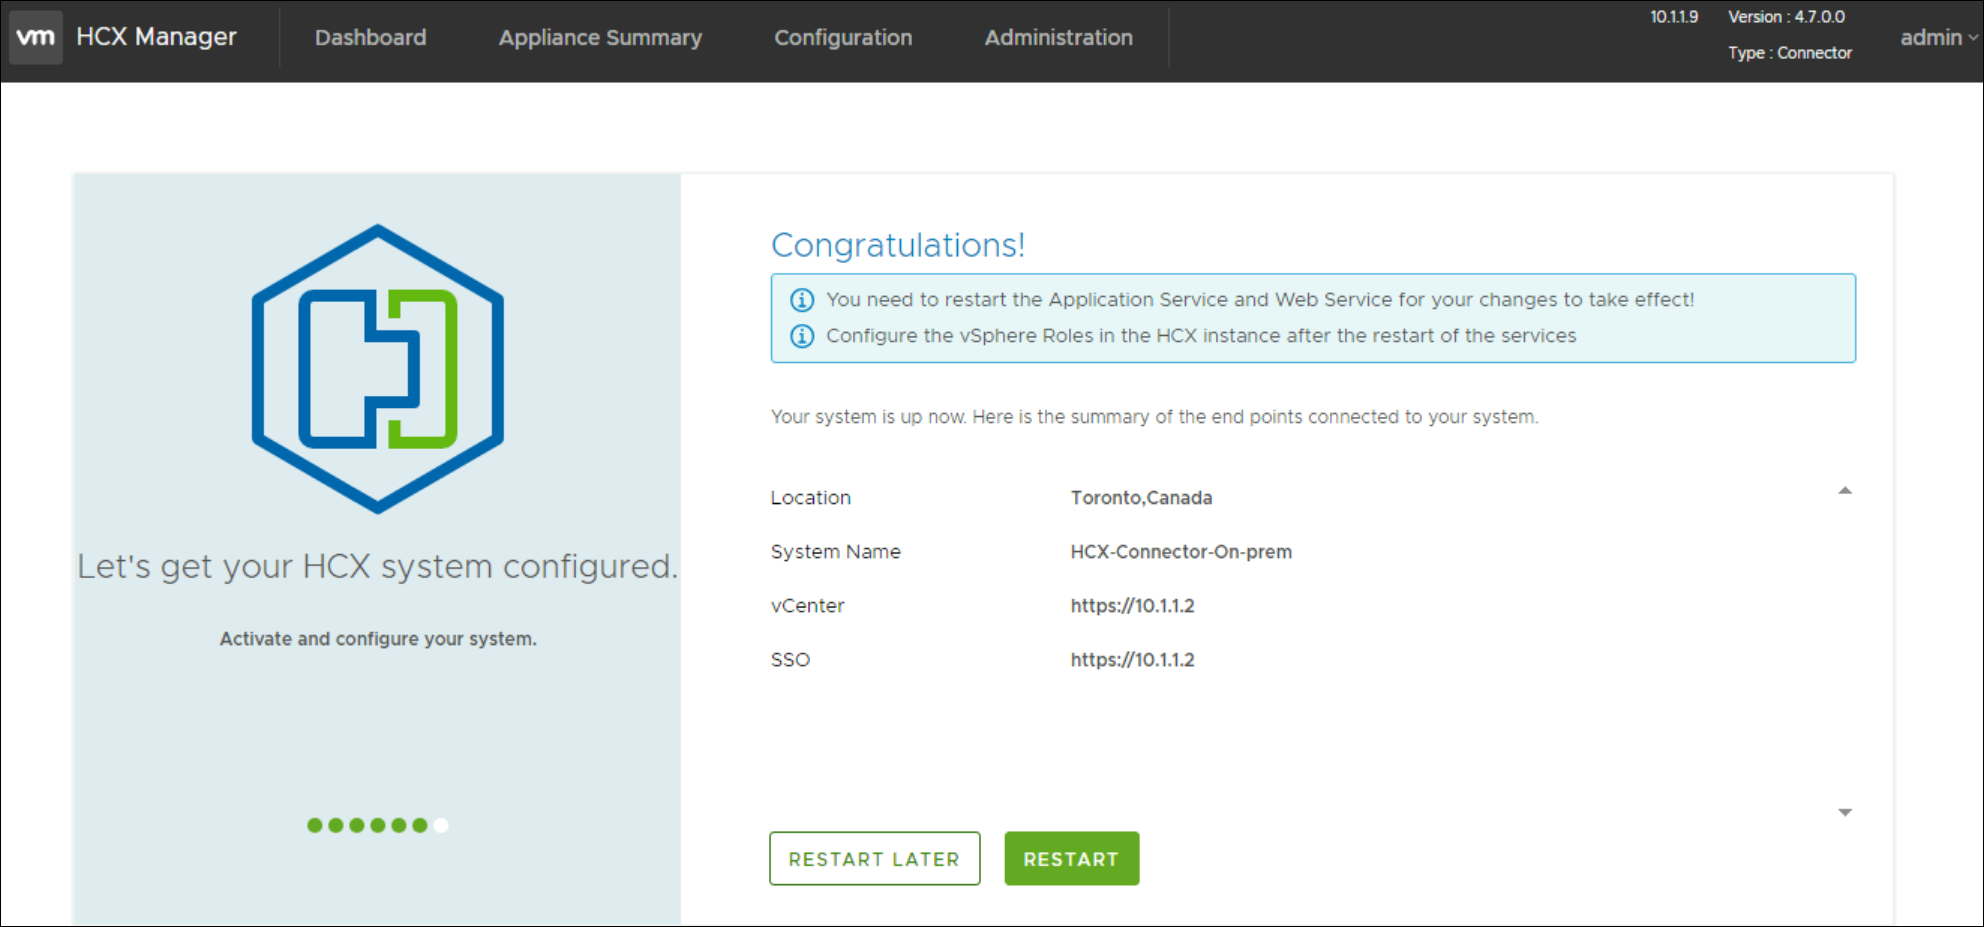 vm HCX Manager Dashboard Appliance Summary Configuration Administration 10.1.1.9 Version : 4.7.0.0 admin
Type : Connector
Congratulations!
You need to restart the Application Service and Web Service for your changes to take effect!
Configure the vSphere Roles in the HCX instance after the restart of the services
Your system is up now. Here is the summary of the end points connected to your system.
Location Toronto,Canada
System Name HCX-Connector-On-prem
vCenter https://10.1.1.2
SSO https://10.1.1.2
RESTART LATER RESTART
Let's get your HCX system configured.
Activate and configure your system.